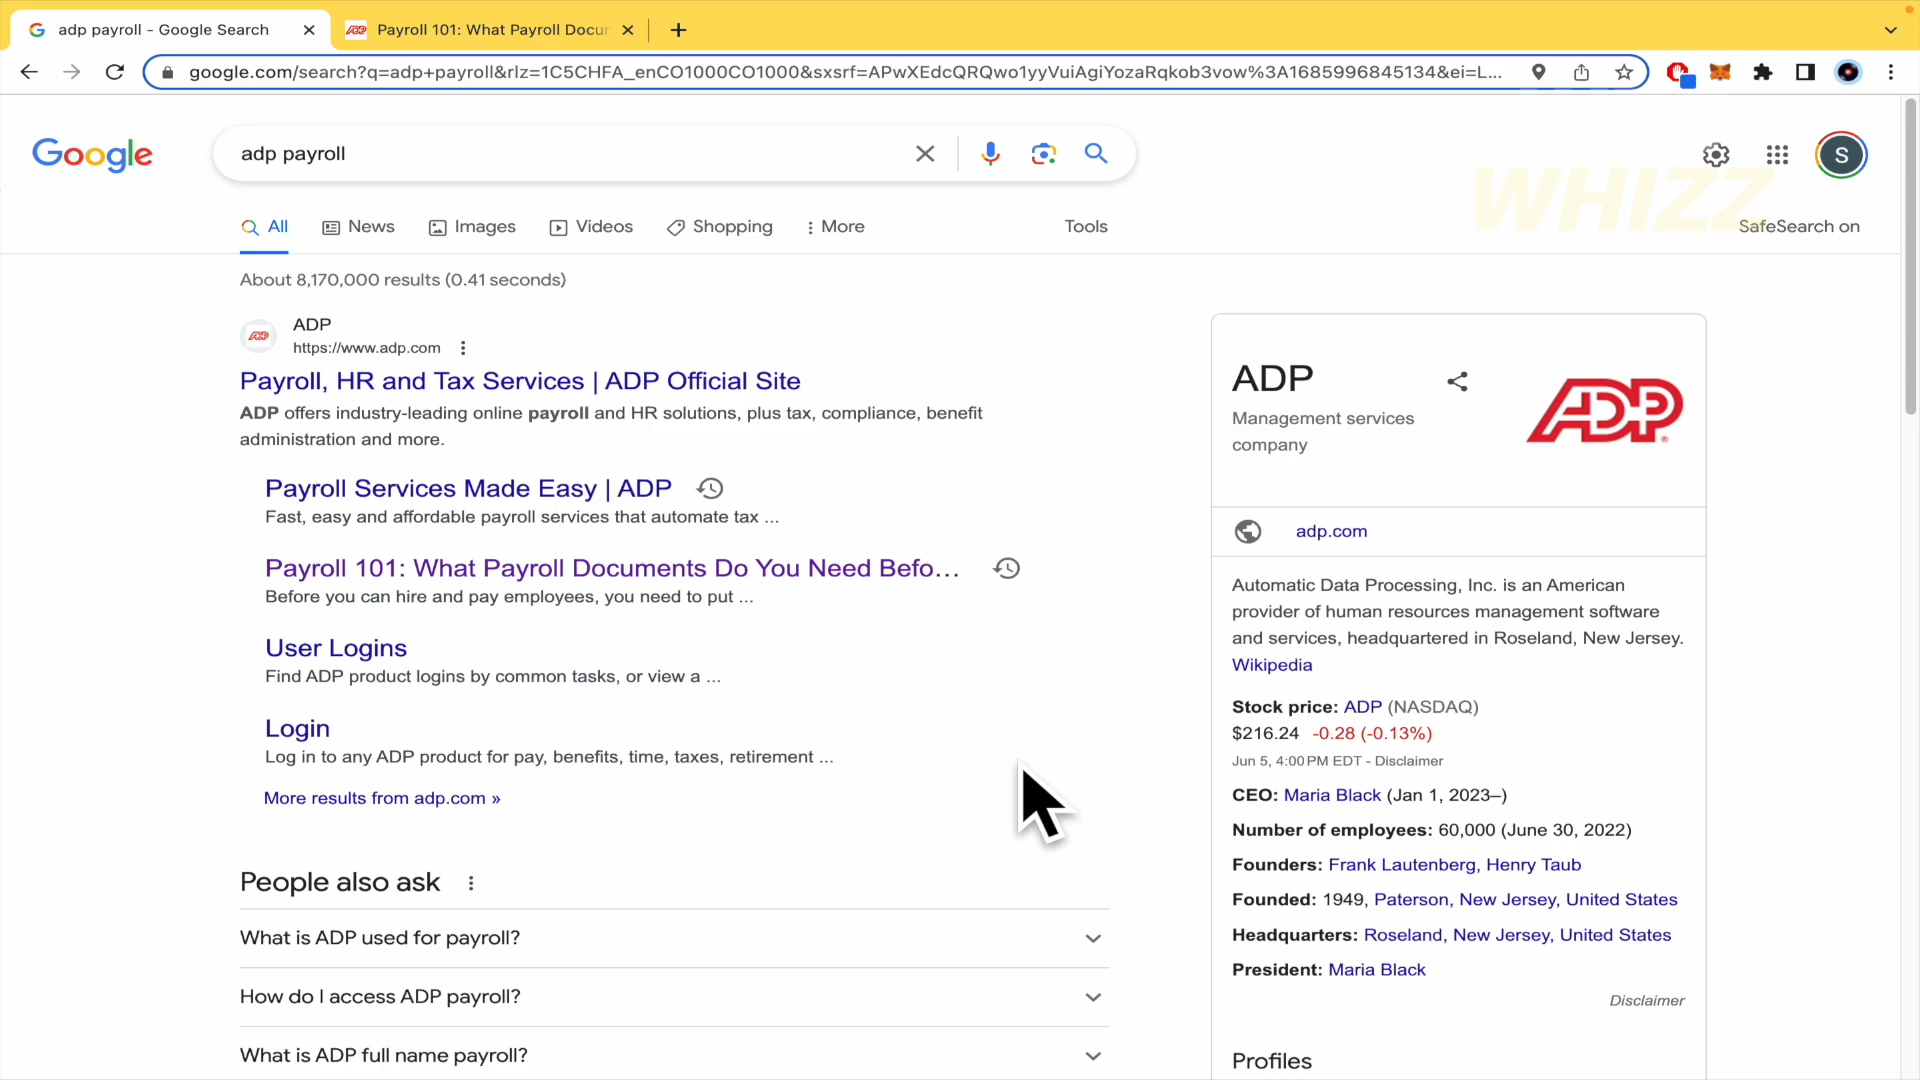 adp payroll - Google Search
ADP Payroll 101: What Payroll Docur
google.com/search?q=adp+payroll&rlz=1C5CHFA_enCO1000CO1000&sxsrf=APwXEdcQRQwo1yyVuiAgiYozaRqkob3vow%3A1685996845134&ei=L...
Google
adp payroll
S
WHIZZ
All
News
Images
Videos
Shopping
More
Tools
SafeSearch on
About 8,170,000 results (0.41 seconds)
ADP
ADP
https://www.adp.com
Payroll, HR and Tax Services | ADP Official Site
ADP offers industry-leading online payroll and HR solutions, plus tax, compliance, benefit
administration and more.
Payroll Services Made Easy | ADP
Fast, easy and affordable payroll services that automate tax ...
Payroll 101: What Payroll Documents Do You Need Befo...
Before you can hire and pay employees, you need to put ...
User Logins
Find ADP product logins by common tasks, or view a ...
Login
Log in to any ADP product for pay, benefits, time, taxes, retirement ...
More results from adp.com »
People also ask
What is ADP used for payroll?
How do I access ADP payroll?
What is ADP full name payroll?
ADP
Management services
company
ADP
adp.com
Automatic Data Processing, Inc. is an American
provider of human resources management software
and services, headquartered in Roseland, New Jersey.
Wikipedia
Stock price: ADP (NASDAQ)
$216.24 -0.28 (-0.13%)
Jun 5, 4:00 PM EDT - Disclaimer
CEO: Maria Black (Jan 1, 2023–)
Number of employees: 60,000 (June 30, 2022)
Founders: Frank Lautenberg, Henry Taub
Founded: 1949, Paterson, New Jersey, United States
Headquarters: Roseland, New Jersey, United States
President: Maria Black
Disclaimer
Profiles